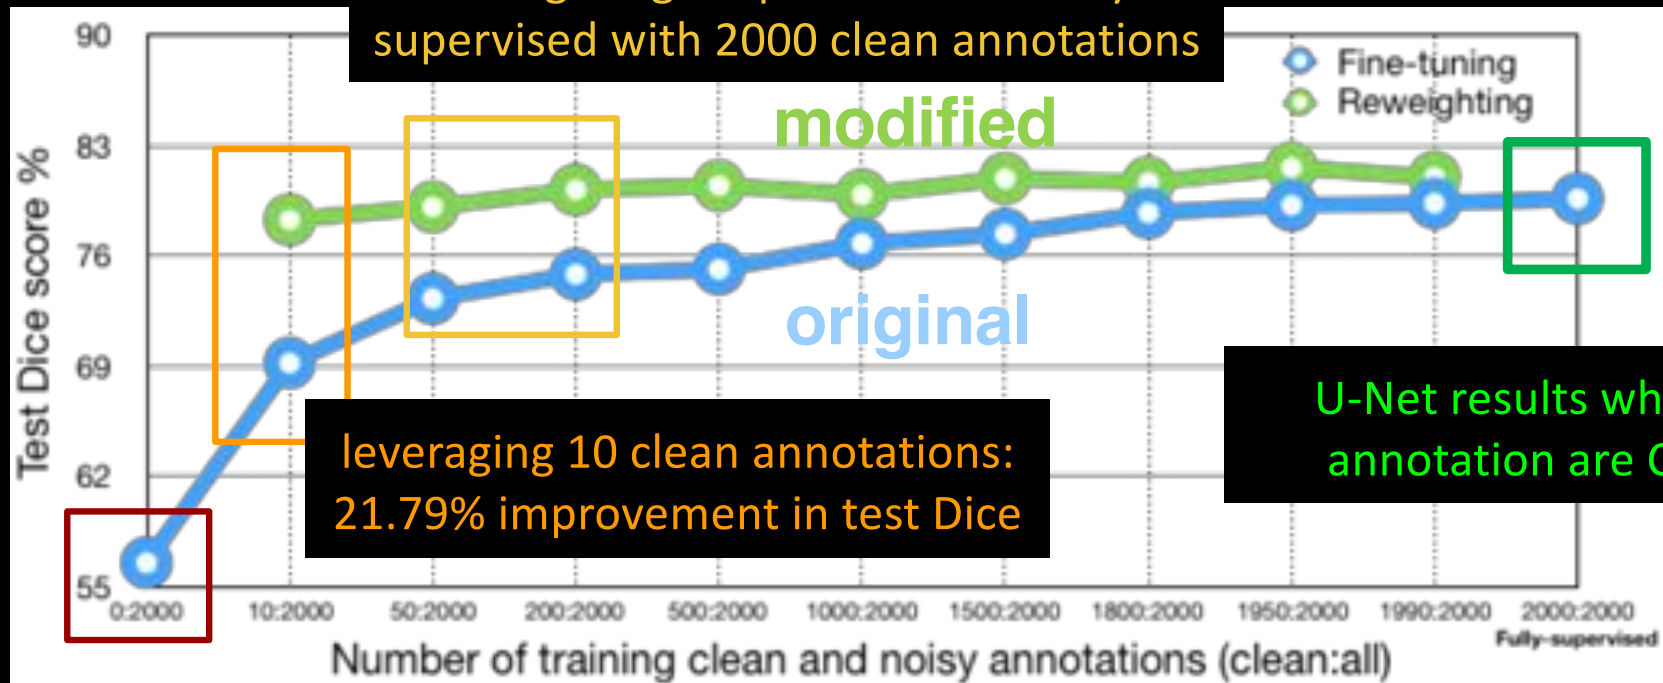 supervised with 2000 clean annotations
90
83
76
69
62
55
Test Dice score %
Fine-tuning
Reweighting
modified
original
leveraging 10 clean annotations:
21.79% improvement in test Dice
U-Net results
annotation are
0:2000 10:2000 50:2000 200:2000 500:2000 1000:2000 1500:2000 1800:2000 1950:2000 1990:2000 2000:2000
Fully-supervised
Number of training clean and noisy annotations (clean:all)